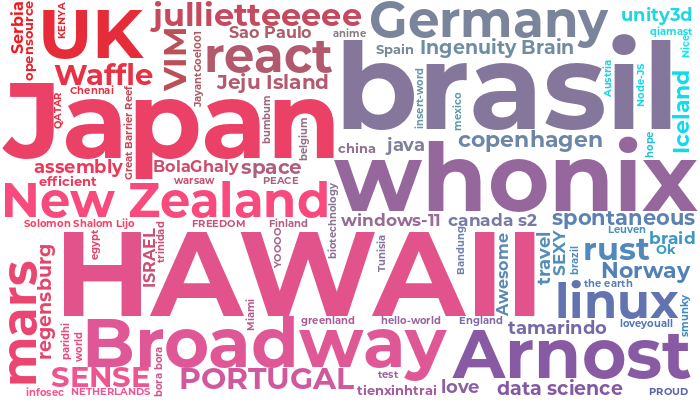 Serbia
opensource
UK
KENYA
jullietteeeee
Germany
unity3d
qiamast
Nice
VIM
Sao Paulo
anime
react
Spain
Ingenuity Brain
brasil
Waffle
JayantGoel001
Jeju Island
Austria
Node-JS
Iceland
Japan
QATAR
Chennai
Great Barrier Reef
bumbum
belgium
insert-word
mexico
hope
china
java
copenhagen
assembly
efficient
BolaGhaly
space
warsaw
PEACE
whonix
New Zealand
biotechnology
windows-11
canada s2
spontaneous
Solomon Shalom Lijo
trinidad
FREEDOM
Finland
Leuven
braid
mars
regensburg
egypt
ISRAEL
HAWAII
YOOOO
Tunisia
Bandung
Awesome
travel
SEXY
brazil
rust
Ok
Norway
the earth
linux
smunky
paridhi
world
Broadway
Miami
greenland
hello-world
England
tamarindo
loveyouall
Arnost
SENSE
bora bora
PORTUGAL
test
tienxinhtrai
love
data science
infosec
NETHERLANDS
PROUD